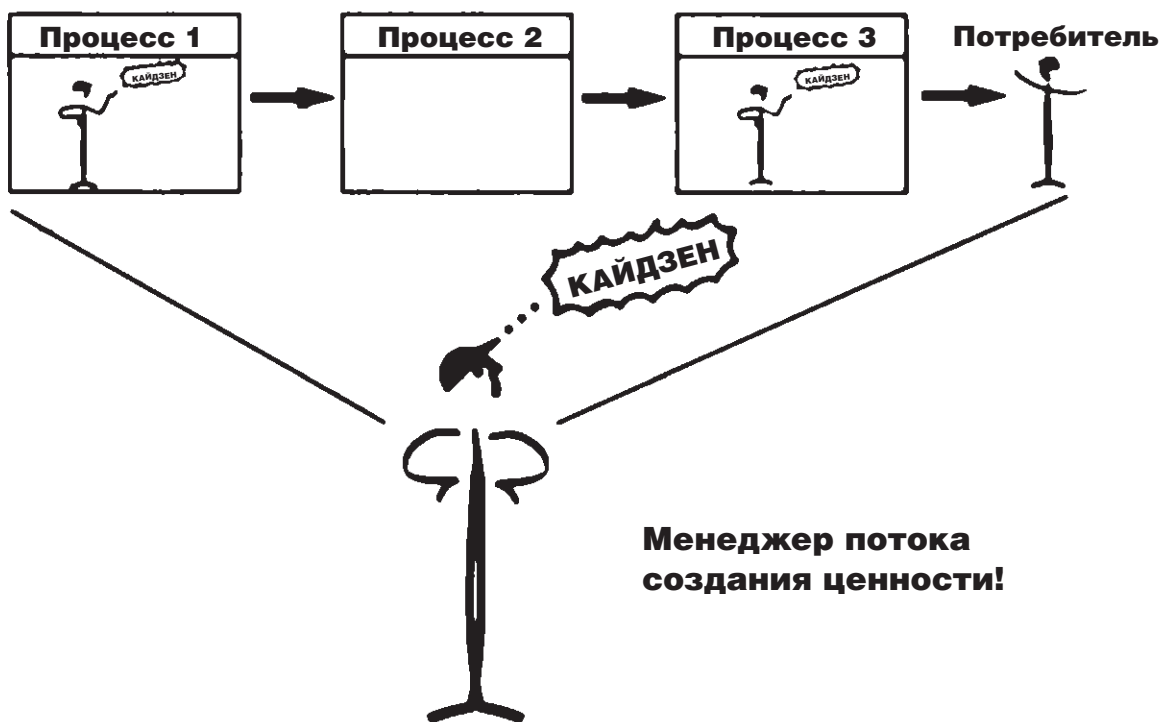 Процесс 1
Процесс 2
Процесс 3
Потребитель
КАЙДЗЕН
КАЙДЗЕН
КАЙДЗЕН
Менеджер потока
создания ценности!